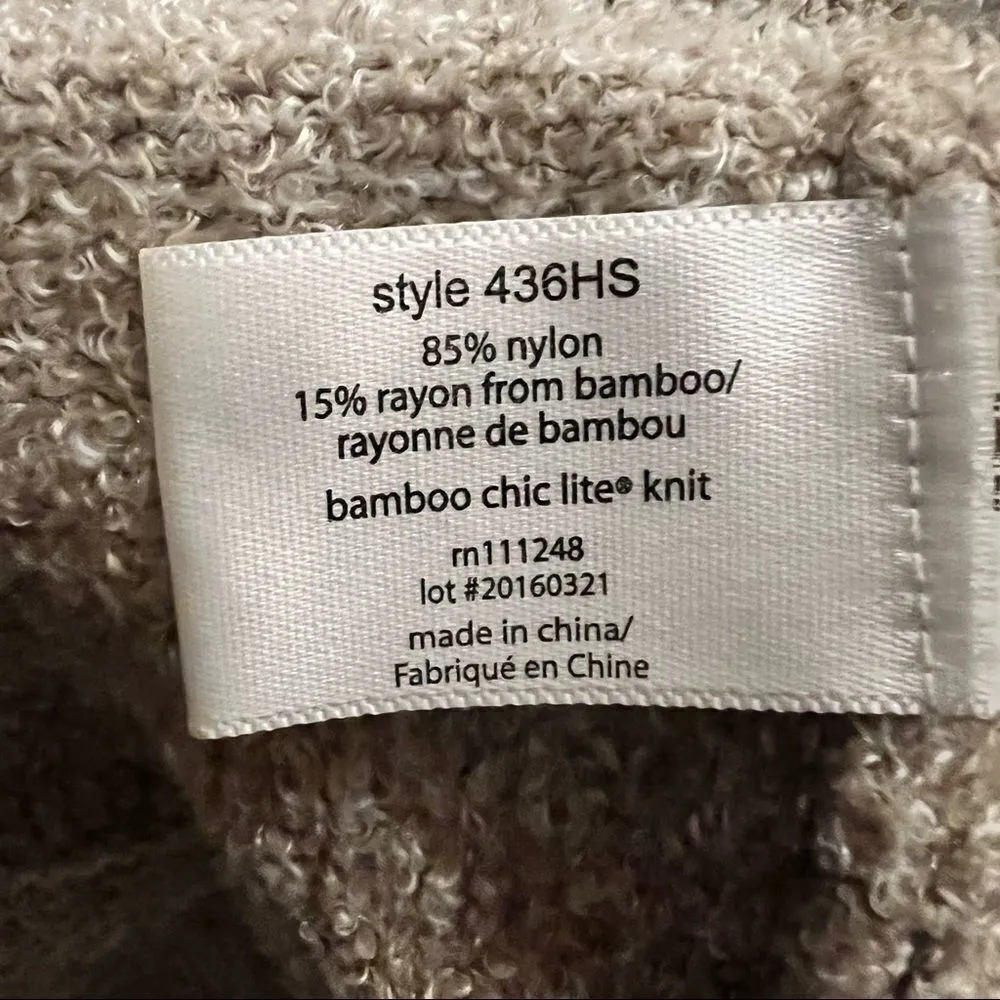 style 436HS
85% nylon
15% rayon from bamboo/
rayonne de bambou
bamboo chic lite® knit
rn111248
lot #20160321
made in china/
Fabriqué en Chine